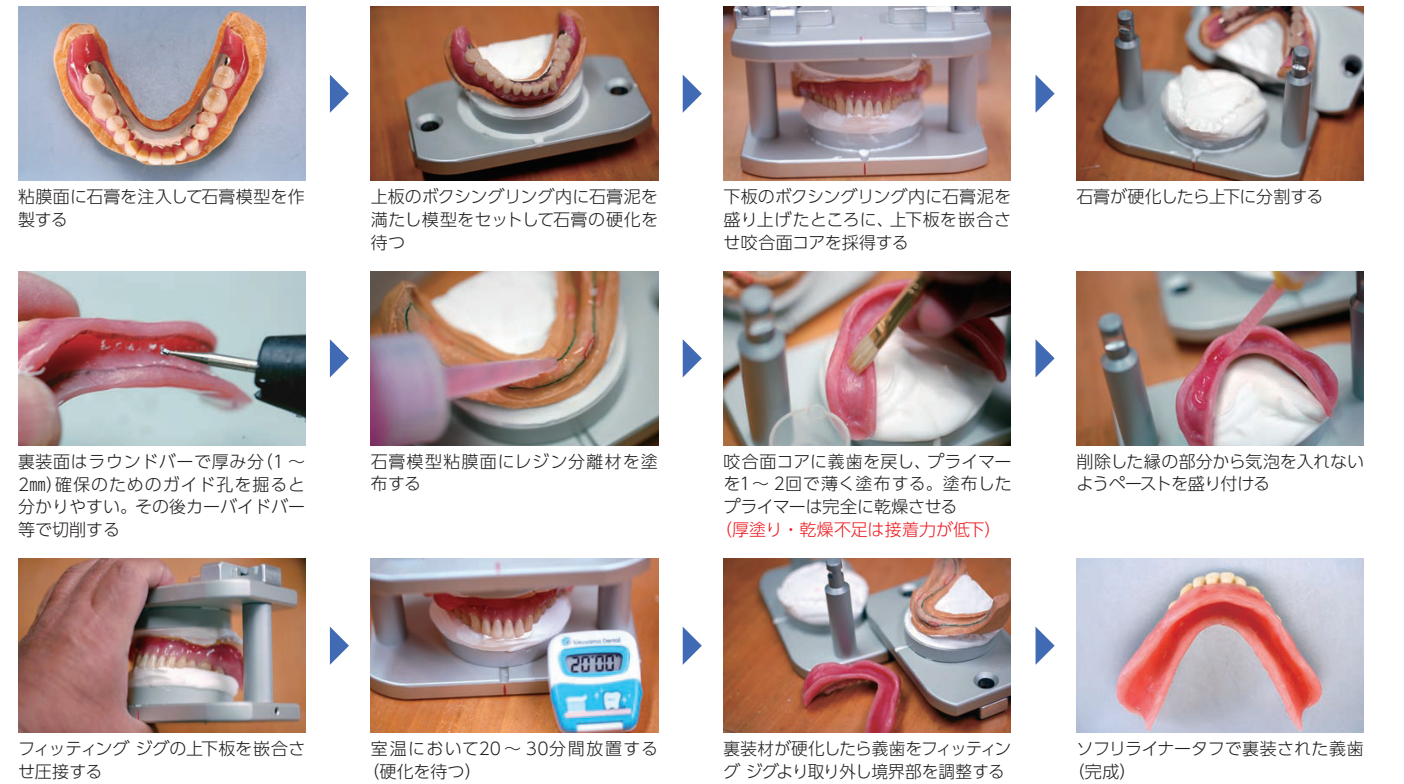 粘膜面に石膏を注入して石膏模型を作
製する
上板のボクシングリング内に石膏泥を
満たし模型をセットして石膏の硬化を
待つ
下板のボクシングリング内に石膏泥を
盛り上げたところに、上下板を嵌合さ
せ咬合面コアを採得する
石膏が硬化したら上下に分割する
裏装面はラウンドバーで厚み分(1～
2㎜)確保のためのガイド孔を掘ると
分かりやすい。その後カーバイドバー
等で切削する
石膏模型粘膜面にレジン分離材を塗
布する
咬合面コアに義歯を戻し、プライマー
を1～2回で薄く塗布する。塗布した
プライマーは完全に乾燥させる
(厚塗り・乾燥不足は接着力が低下)
削除した縁の部分から気泡を入れない
ようペーストを盛り付ける
フィッティング ジグの上下板を嵌合さ
せ圧接する
Tokuyama Dental
20'00"
室温において20～30分間放置する
(硬化を待つ)
裏装材が硬化したら義歯をフィッティン
グ ジグより取り外し境界部を調整する
ソフリライナータフで裏装された義歯
(完成)